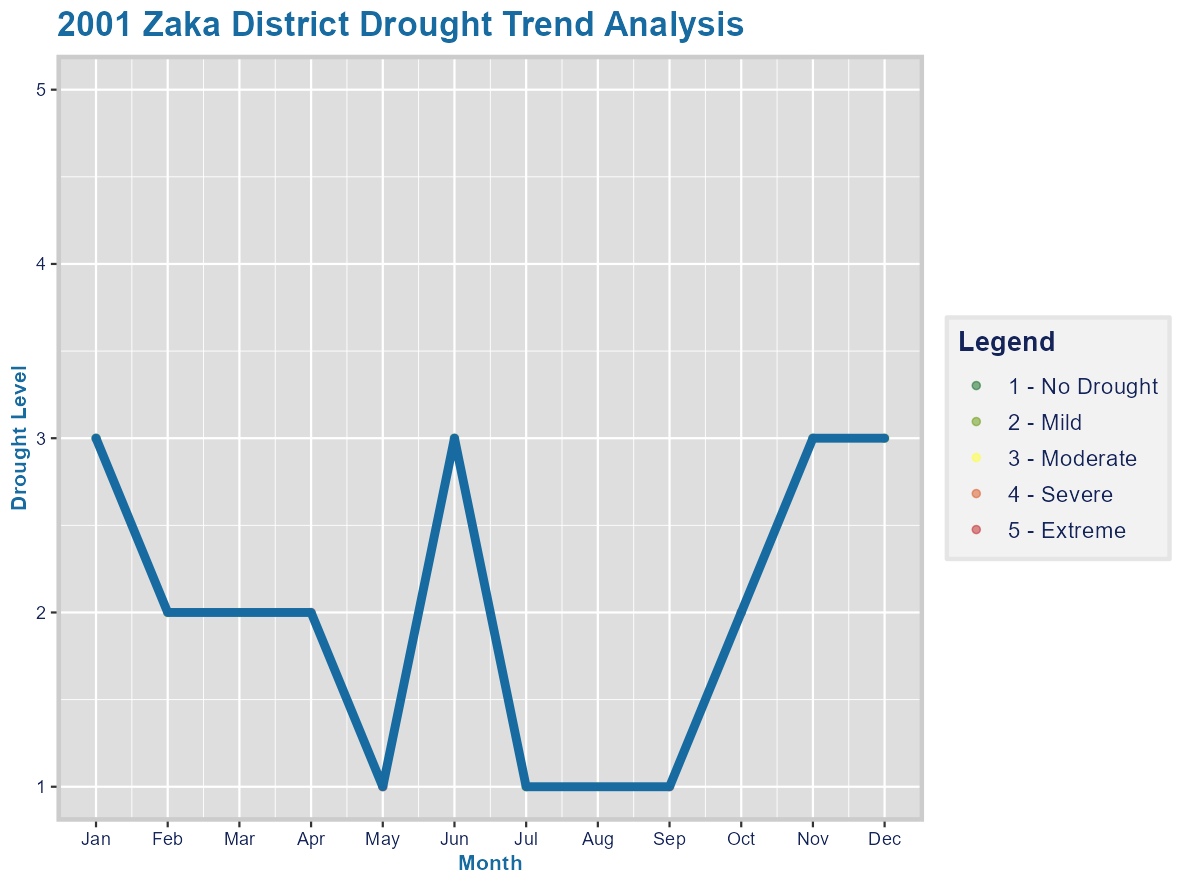 2001 Zaka District Drought Trend Analysis
5
4
3
2
1
Drought Level
Jan Feb Mar Apr May Jun Jul Aug Sep Oct Nov Dec
Month
Legend
1 - No Drought
2 - Mild
3 - Moderate
4 - Severe
5 - Extreme